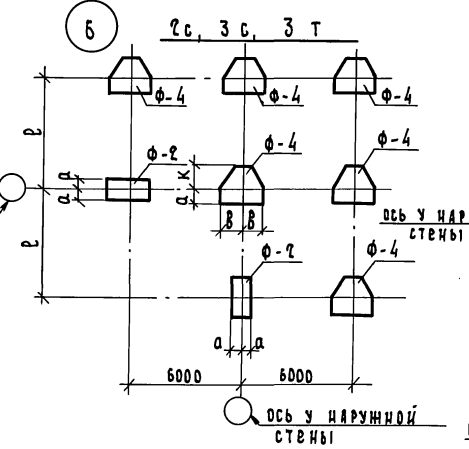 Б
2с, 3с, 3т
Ф-4 Ф-4 Ф-4
е
Ф-2 Ф-4 Ф-4
а К
а а
в в
ОСЬ У НАР
СТЕНЫ
е
Ф-2 Ф-4
а а
6000 6000
ОСЬ У НАРУЖНОЙ
СТЕНЫ